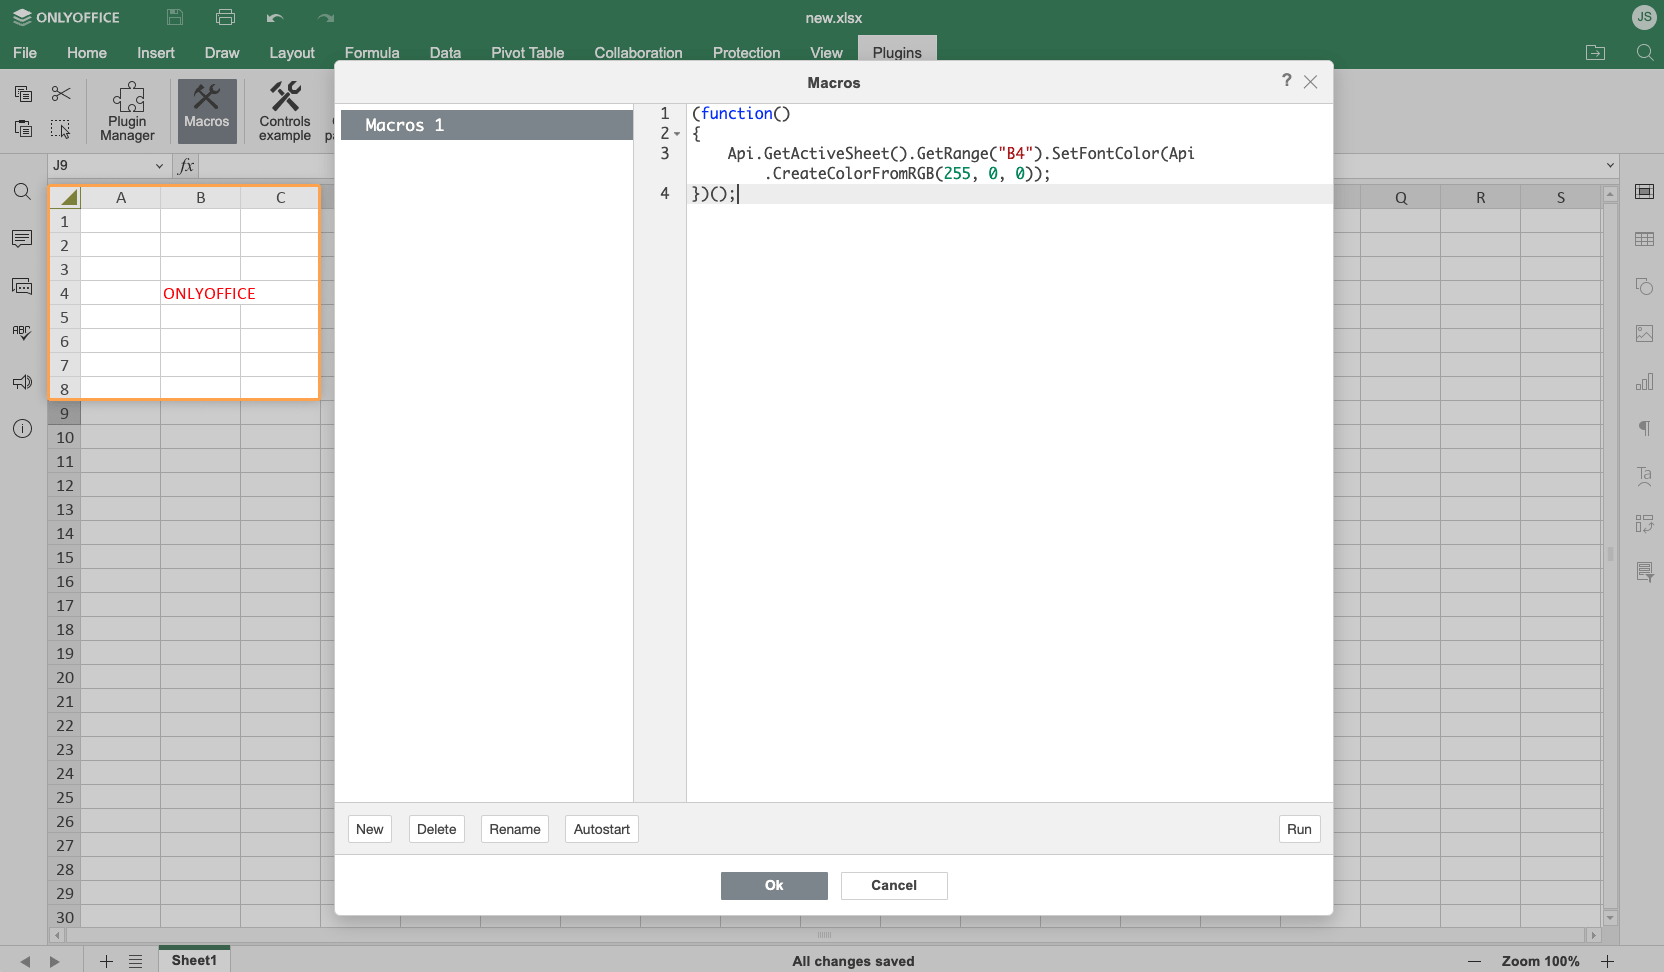 ONLYOFFICE
new.xlsx
JS
File Home Insert Draw Layout Formula Data Pivot Table Collaboration Protection View Plugins
Plugin
Manager
Macros
Controls
example
Macros
?
Macros 1
1 (function()
2 {
3 Api.GetActiveSheet().GetRange("B4").SetFontColor(Api
.CreateColorFromRGB(255, 0, 0));
4 })();
J9
fx
A B C Q R S
1
2
3
4 ONLYOFFICE
5
6
7
8
9
10
11
12
13
14
15
16
17
18
19
20
21
22
23
24
25
26
27
28
29
30
ABC
Ta
New Delete Rename Autostart Run
Ok Cancel
Sheet1
All changes saved
Zoom 100%